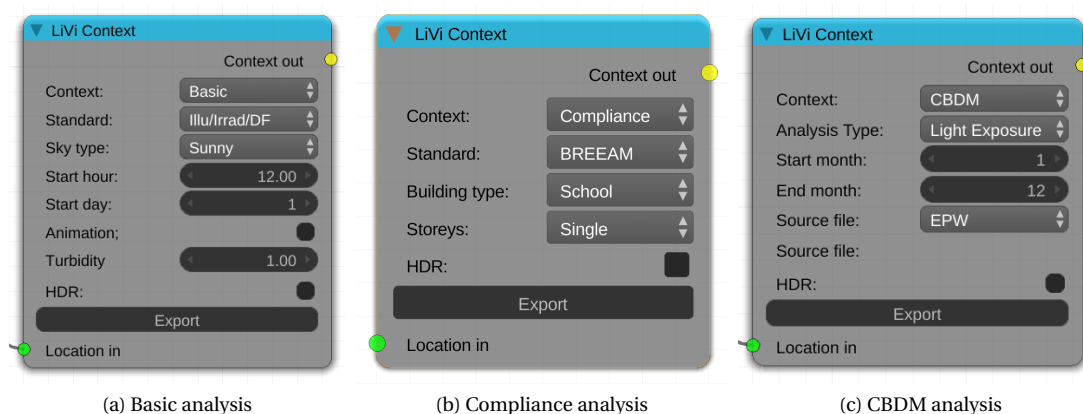 LiVi Context
Context out
Context: Basic
Standard: Illu/Irrad/DF
Sky type: Sunny
Start hour: 12.00
Start day: 1
Animation;
Turbidity 1.00
HDR:
Export
Location in
(a) Basic analysis
LiVi Context
Context out
Context: Compliance
Standard: BREEAM
Building type: School
Storeys: Single
HDR:
Export
Location in
(b) Compliance analysis
LiVi Context
Context out
Context: CBDM
Analysis Type: Light Exposure
Start month: 1
End month: 12
Source file: EPW
Source file:
HDR:
Export
Location in
(c) CBDM analysis